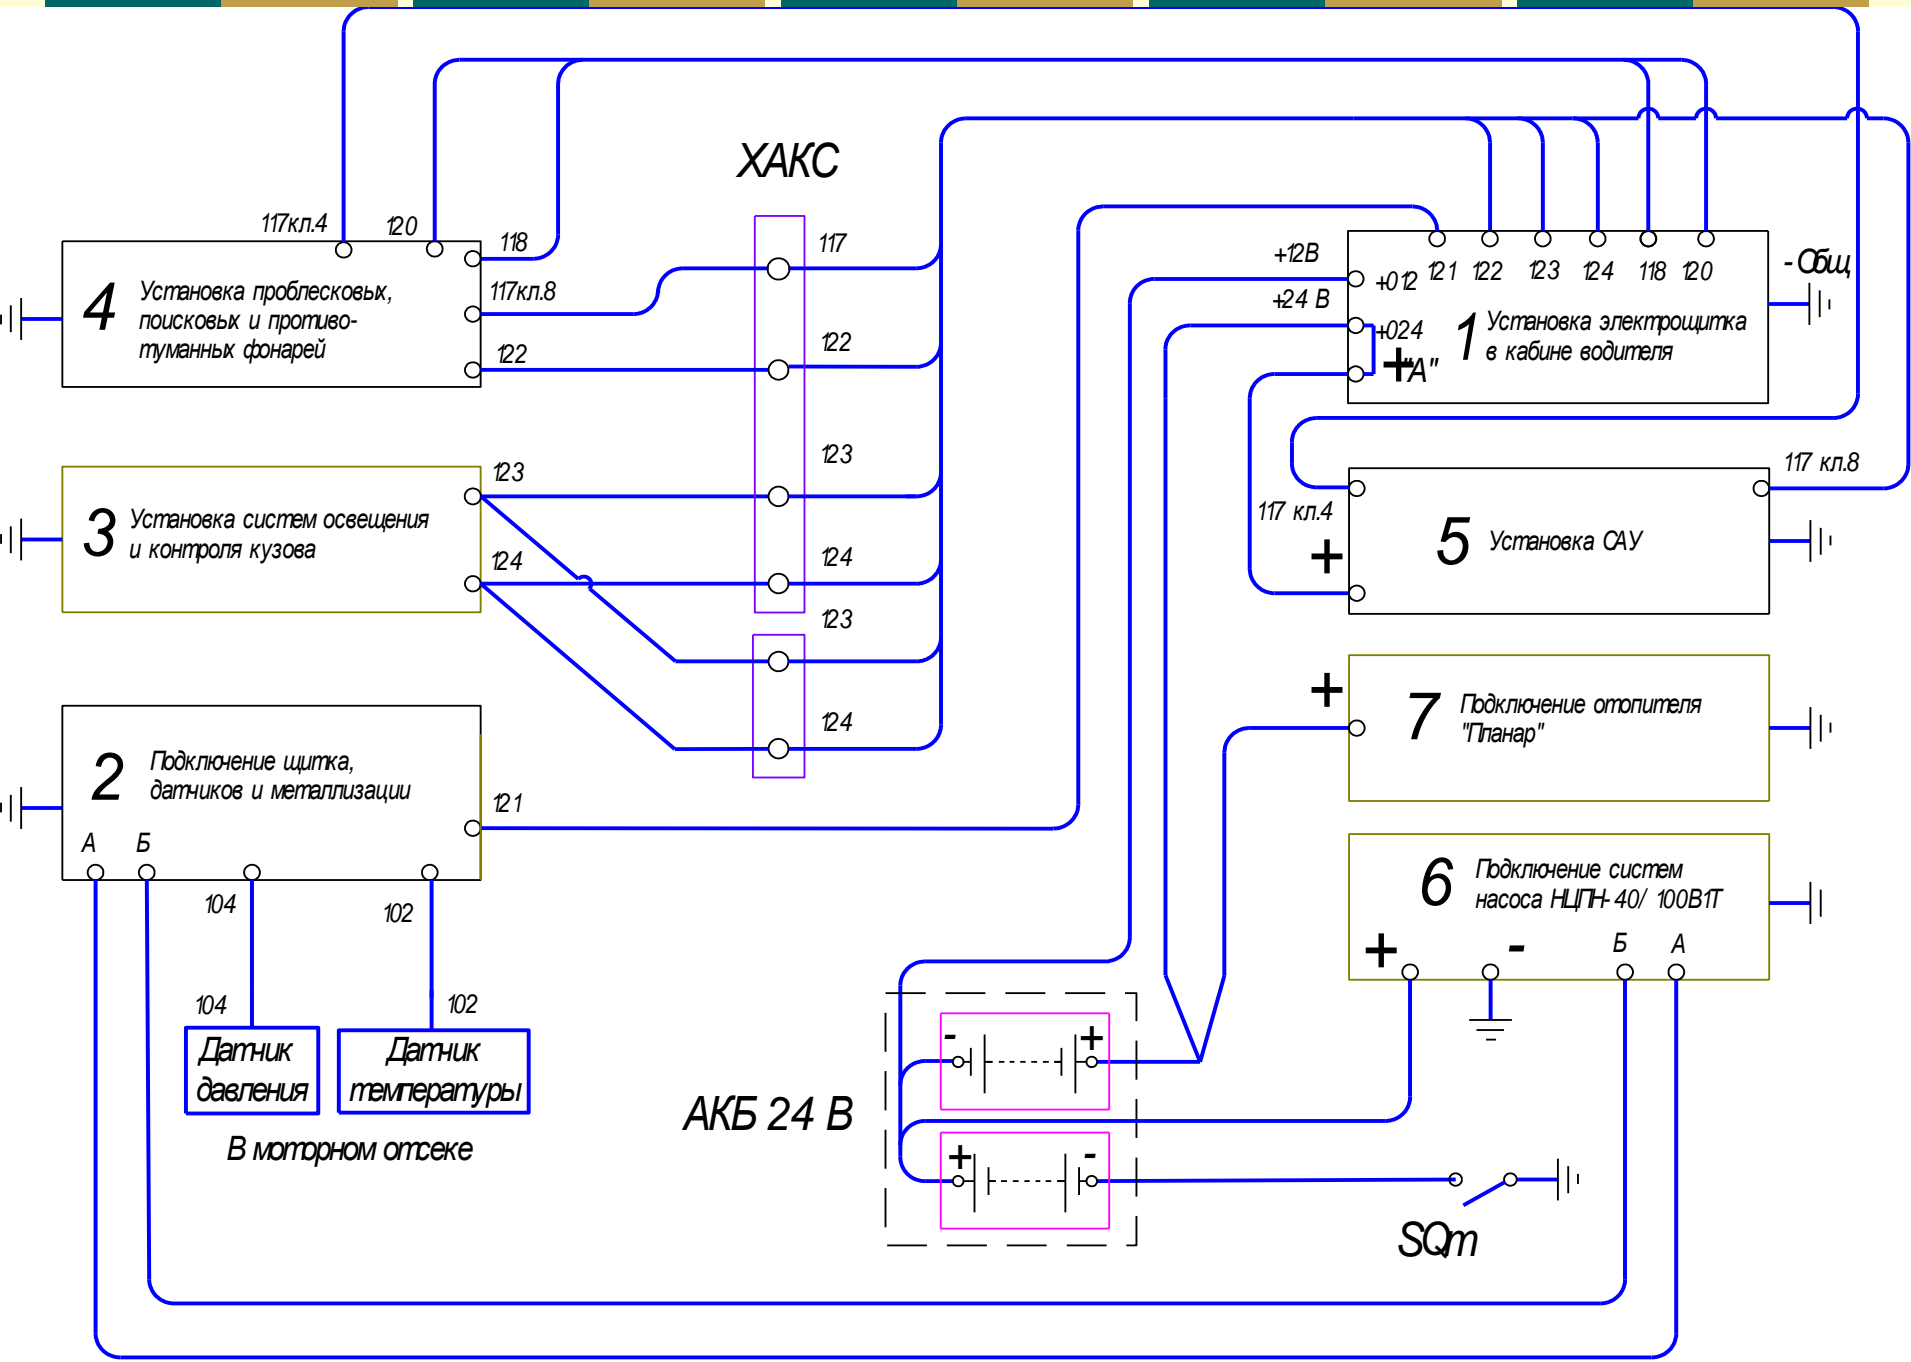 ХАКС
117кл.4
120
118
117кл.8
122
4
Установка проблесковых,
поисковых и противо-
туманных фонарей
117
122
123
124
123
124
3
Установка систем освещения
и контроля кузова
123
124
2
Подключение щитка,
датчиков и металлизации
121
А
Б
104
102
104
102
Датчик
давления
Датчик
температуры
В моторном отсеке
+12В
+24 В
+012
+024
+"А"
121
122
123
124
118
120
- Общ
1
Установка электрощитка
в кабине водителя
117 кл.8
117 кл.4
+
5
Установка САУ
+
7
Подключение отопителя
"Планар"
6
Подключение систем
насоса НЦПН-40/ 100В1Т
+
-
Б
А
АКБ 24 В
-
+
+
-
SQm